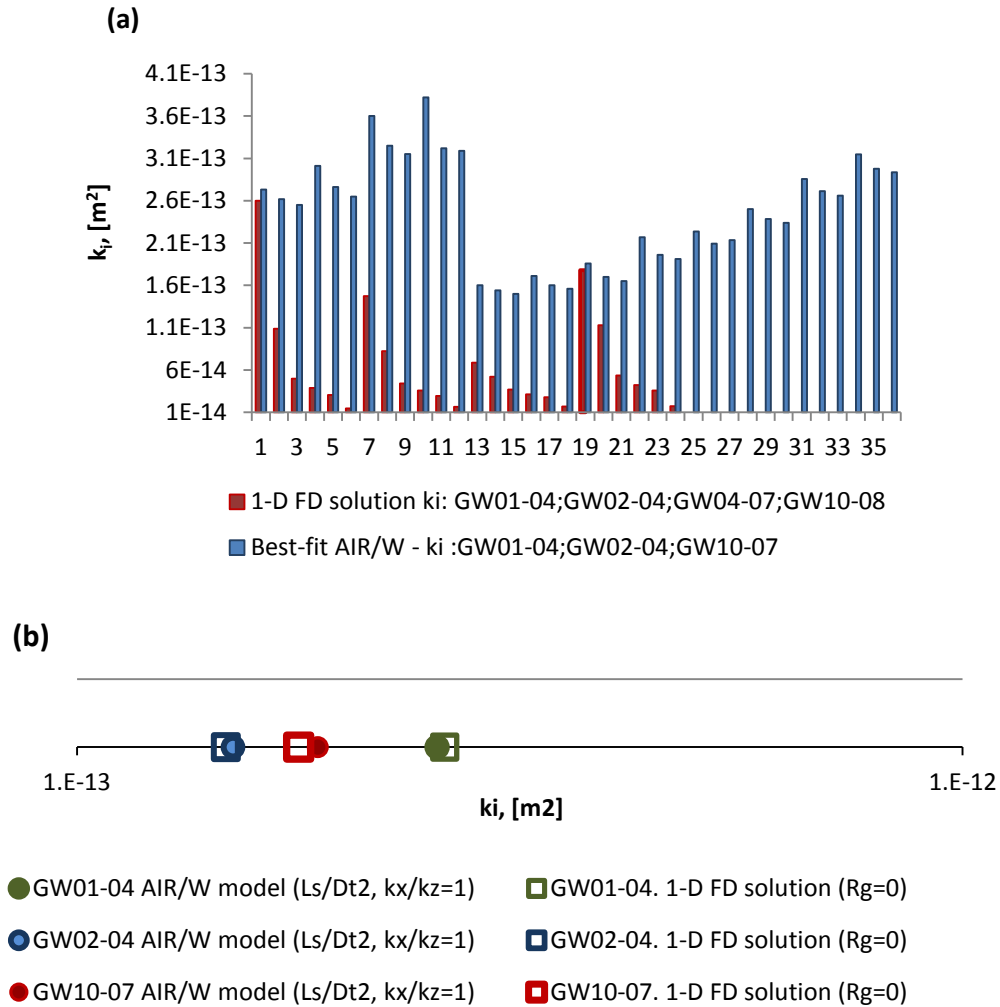 (a)
4.1E-13
3.6E-13
3.1E-13
2.6E-13
2.1E-13
1.6E-13
1.1E-13
6E-14
1E-14
ki, [m²]
1 3 5 7 9 11 13 15 17 19 21 23 25 27 29 31 33 35
1-D FD solution ki: GW01-04;GW02-04;GW04-07;GW10-08
Best-fit AIR/W - ki :GW01-04;GW02-04;GW10-07
(b)
1.E-13 1.E-12
ki, [m2]
GW01-04 AIR/W model (Ls/Dt2, kx/kz=1) GW01-04. 1-D FD solution (Rg=0)
GW02-04 AIR/W model (Ls/Dt2, kx/kz=1) GW02-04. 1-D FD solution (Rg=0)
GW10-07 AIR/W model (Ls/Dt2, kx/kz=1) GW10-07. 1-D FD solution (Rg=0)